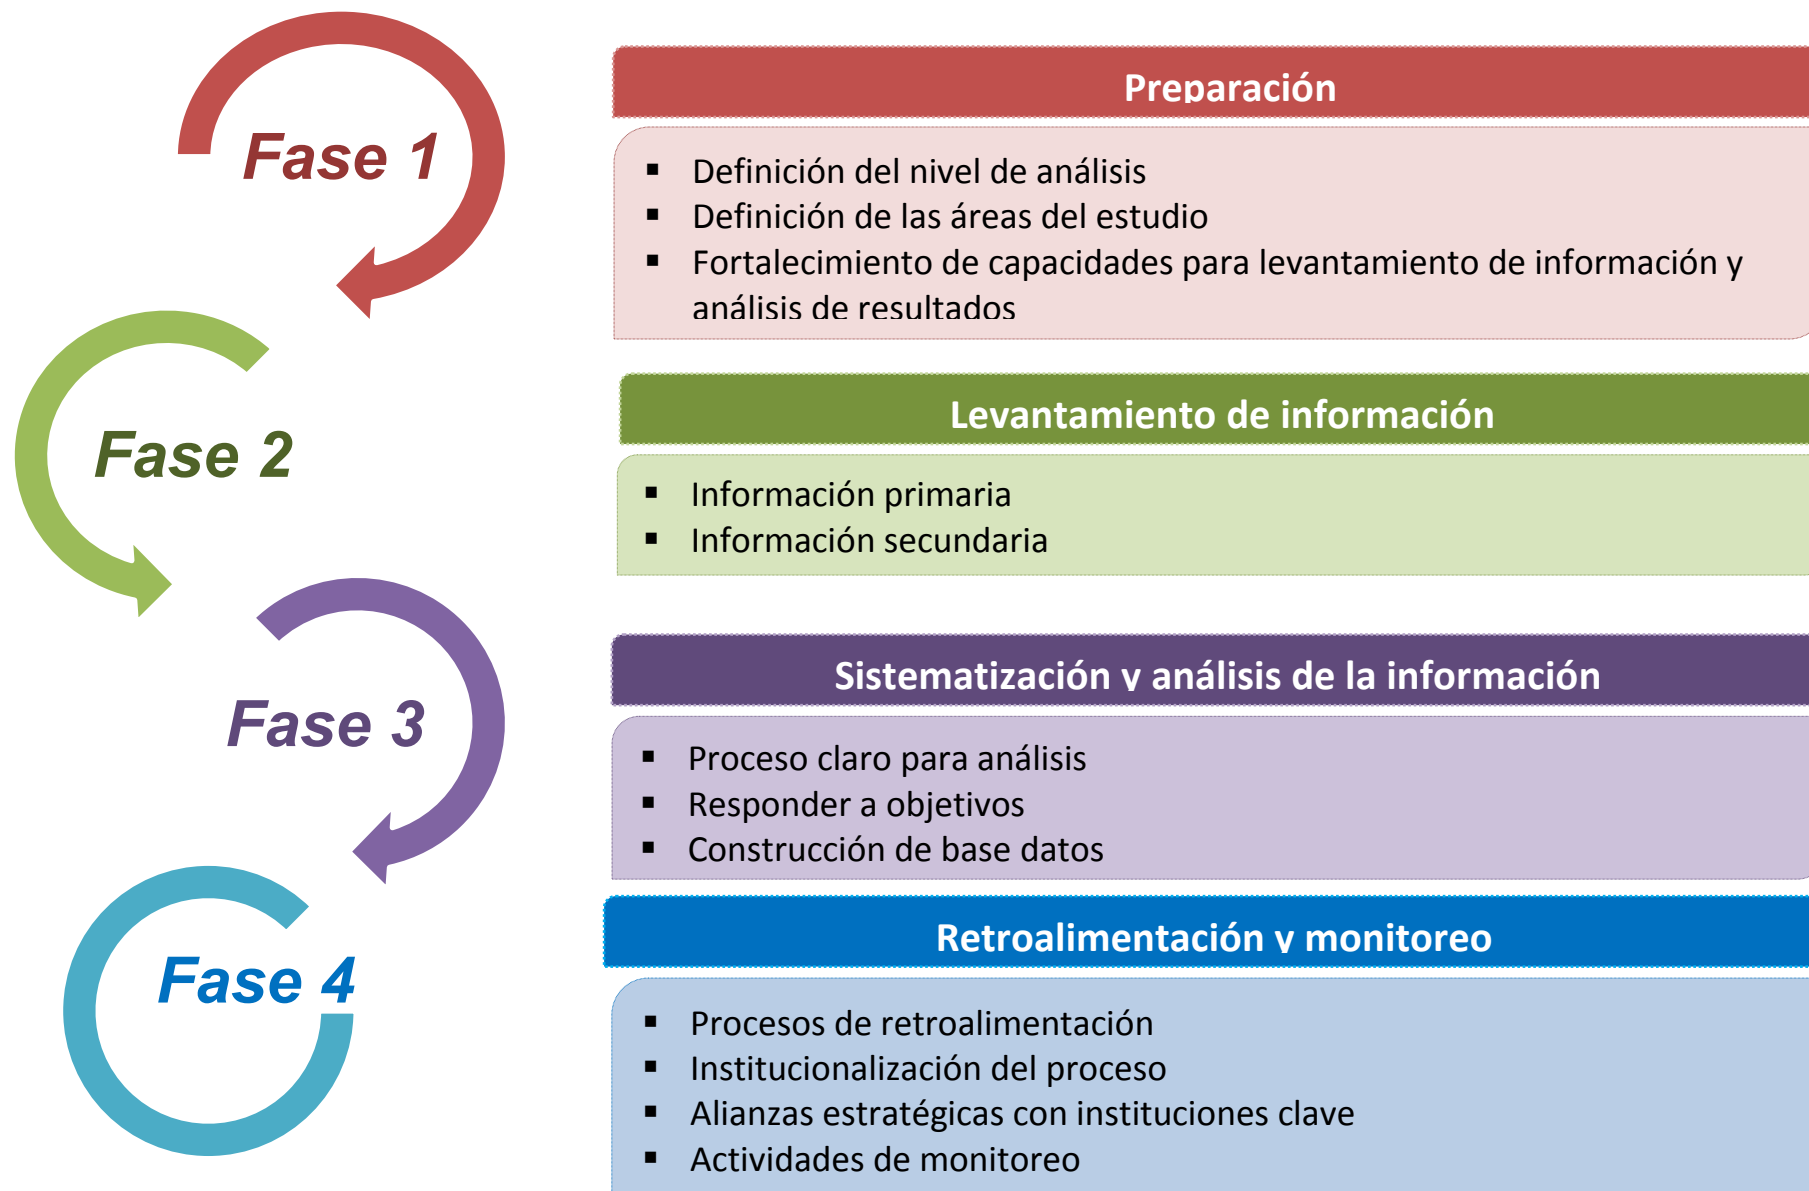 Fase 1
Preparación
Definición del nivel de análisis
Definición de las áreas del estudio
Fortalecimiento de capacidades para levantamiento de información y
análisis de resultados
Fase 2
Levantamiento de información
Información primaria
Información secundaria
Fase 3
Sistematización y análisis de la información
Proceso claro para análisis
Responder a objetivos
Construcción de base datos
Fase 4
Retroalimentación y monitoreo
Procesos de retroalimentación
Institucionalización del proceso
Alianzas estratégicas con instituciones clave
Actividades de monitoreo